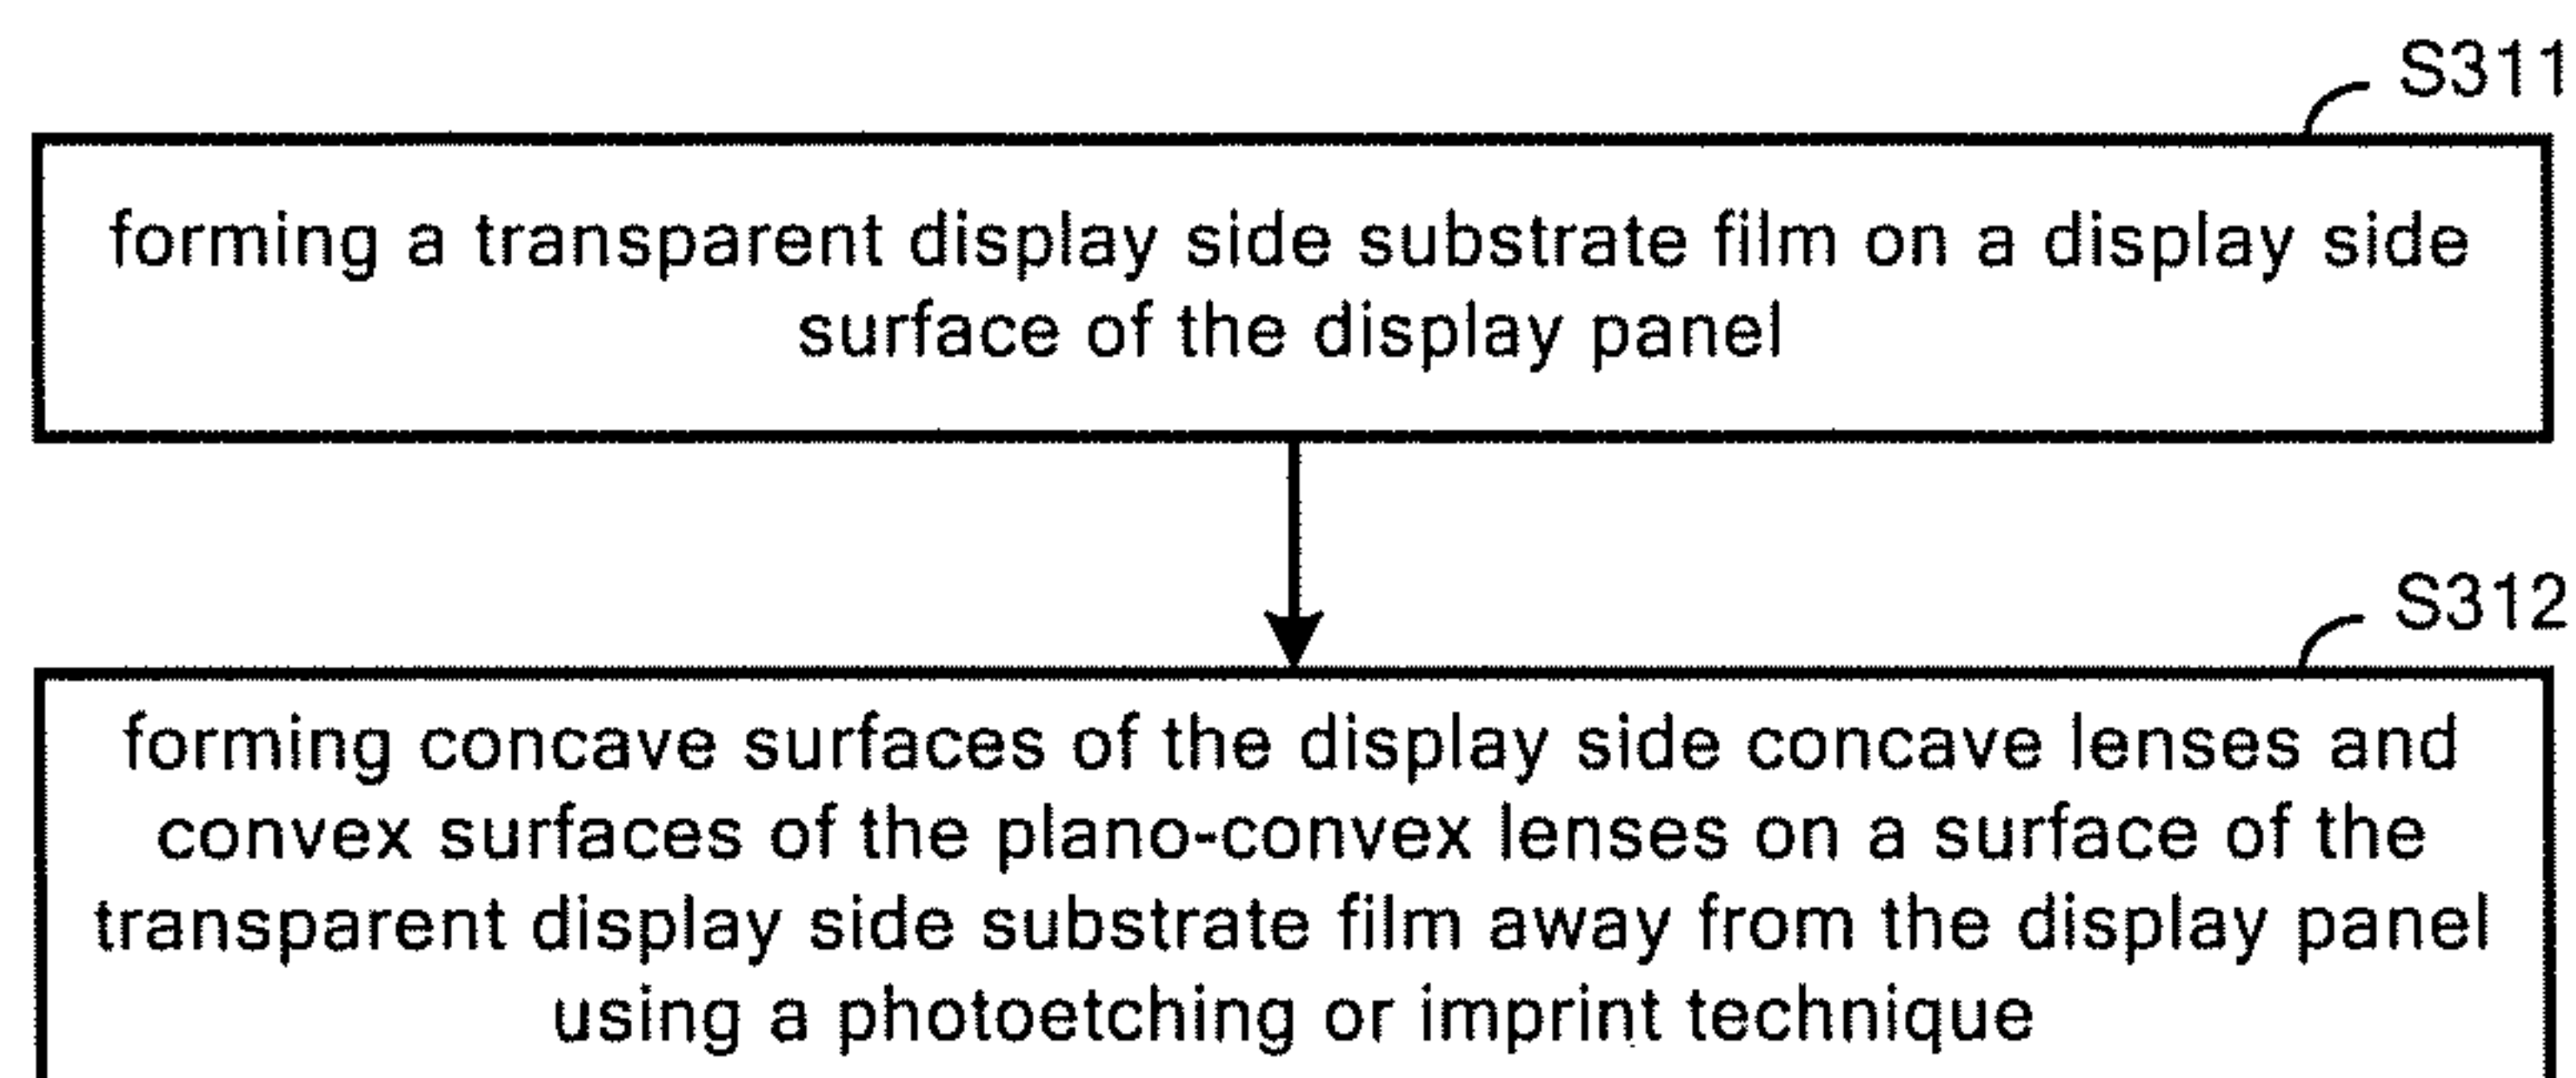 S311
forming a transparent display side substrate film on a display side
surface of the display panel
S312
forming concave surfaces of the display side concave lenses and
convex surfaces of the plano-convex lenses on a surface of the
transparent display side substrate film away from the display panel
using a photoetching or imprint technique